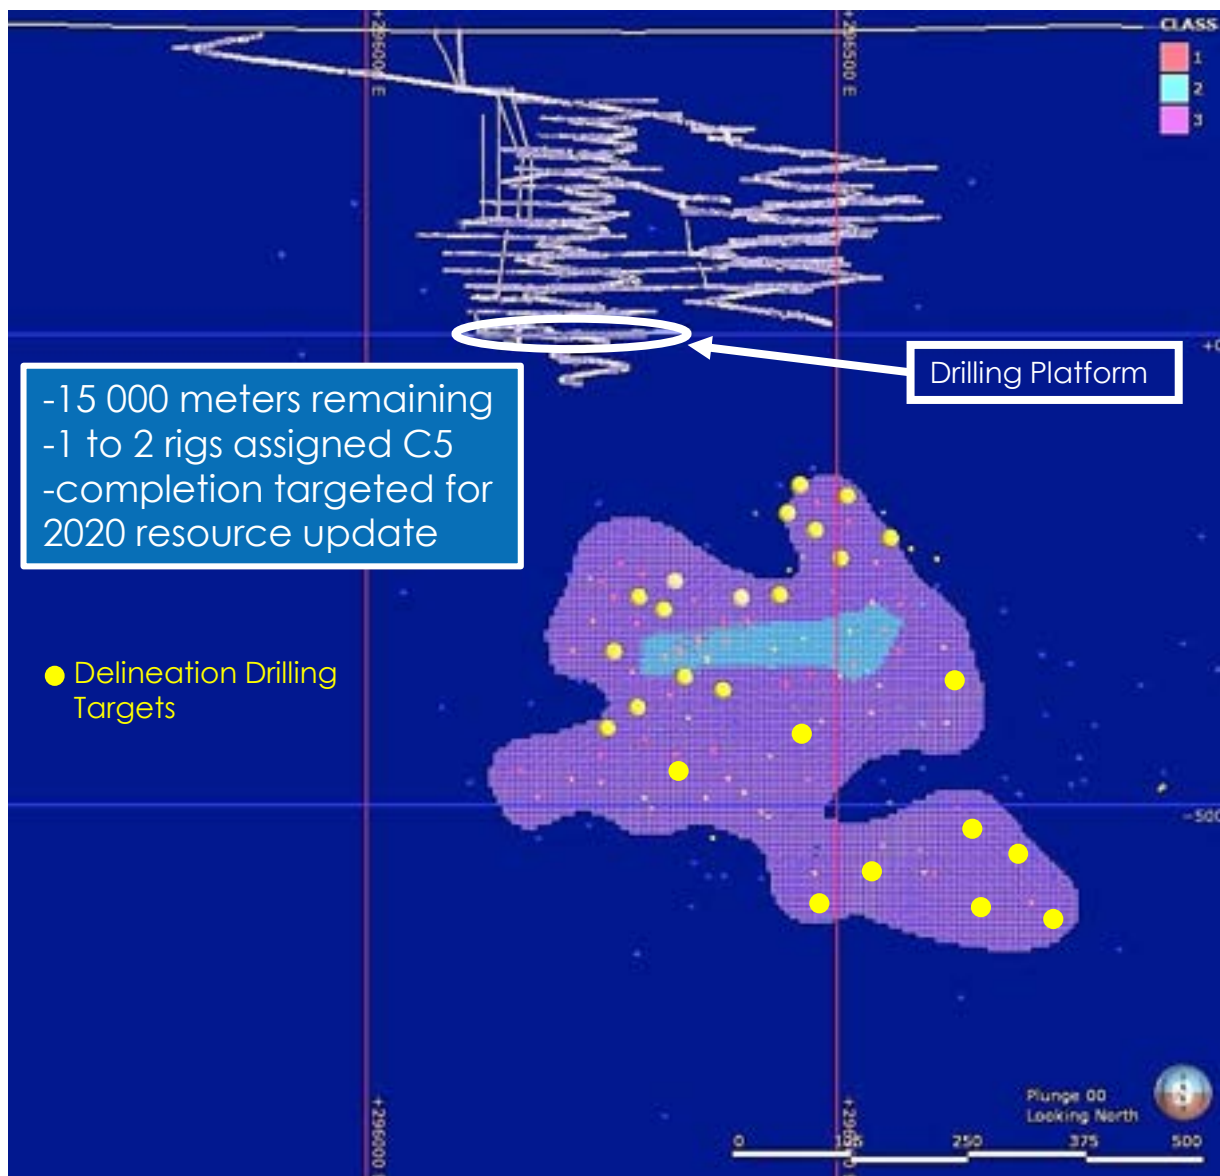 +296000 E
+296500 E
CLASS
1
2
3
+0
Drilling Platform
-15 000 meters remaining
-1 to 2 rigs assigned C5
-completion targeted for
2020 resource update
Delineation Drilling
Targets
-500
Plunge 00
Looking North
0
125
250
375
500
+296000